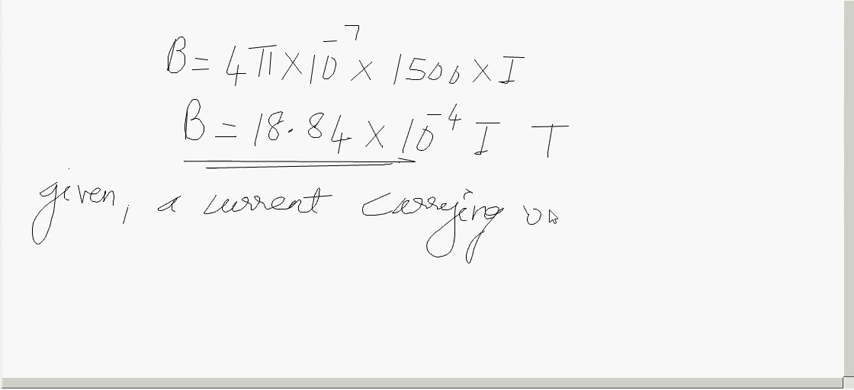 B = 4π × 10⁻⁷ × 1500 × I
B = 18.84 × 10⁻⁴ I T
given, a current carrying